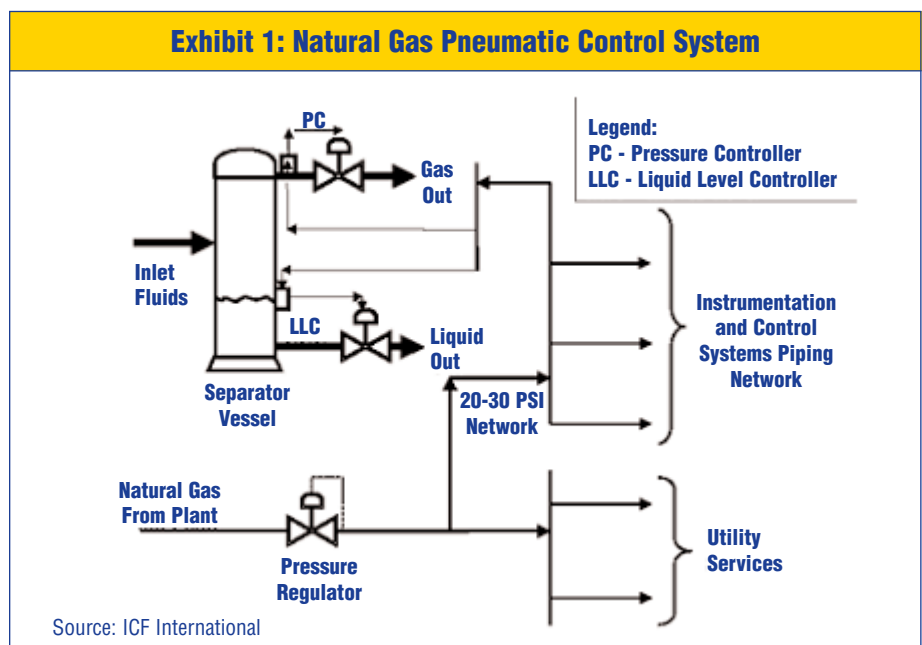 Exhibit 1: Natural Gas Pneumatic Control System
PC
Gas
Out
Legend:
PC - Pressure Controller
LLC - Liquid Level Controller
Inlet
Fluids
LLC
Liquid
Out
Separator
Vessel
20-30 PSI
Network
Instrumentation
and Control
Systems Piping
Network
Natural Gas
From Plant
Pressure
Regulator
Utility
Services
Source: ICF International